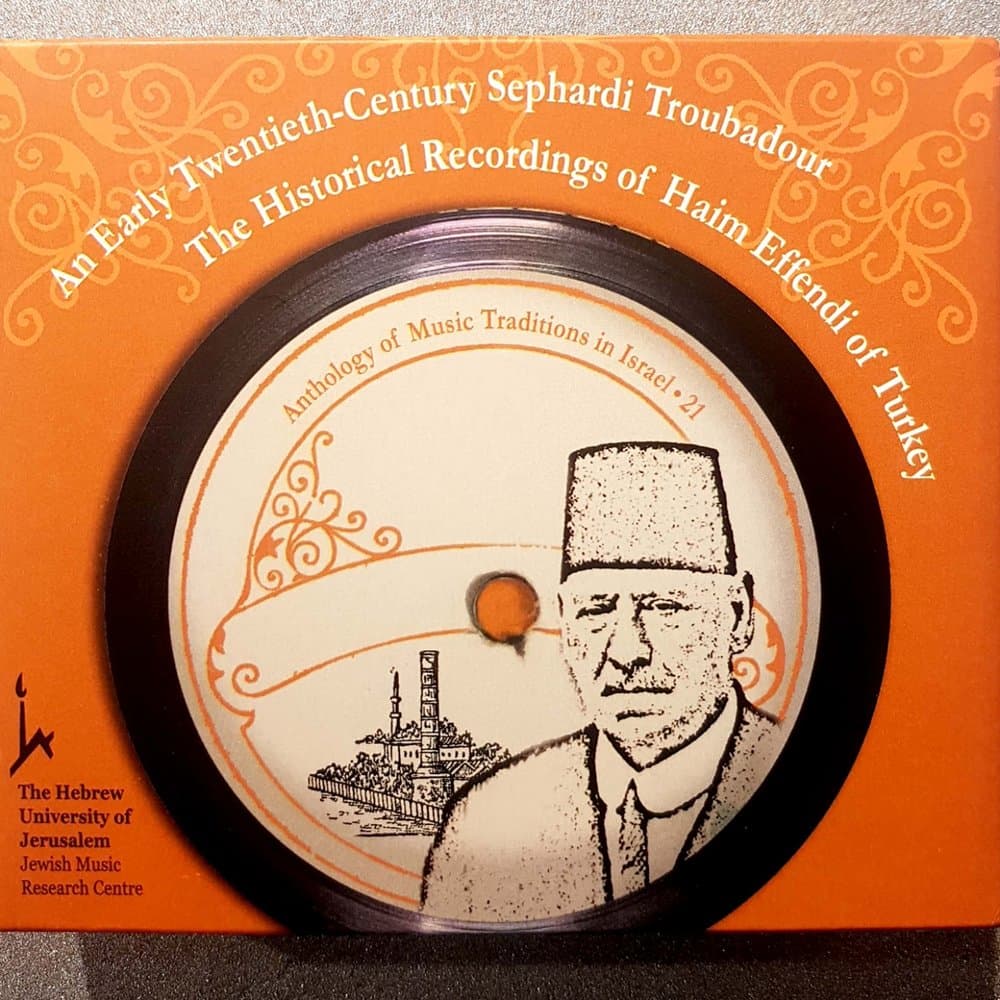 An Early Twentieth-Century Sephardi Troubadour
The Historical Recordings of Haim Effendi of Turkey
Anthology of Music Traditions in Israel • 21
The Hebrew
University of
Jerusalem
Jewish Music
Research Centre